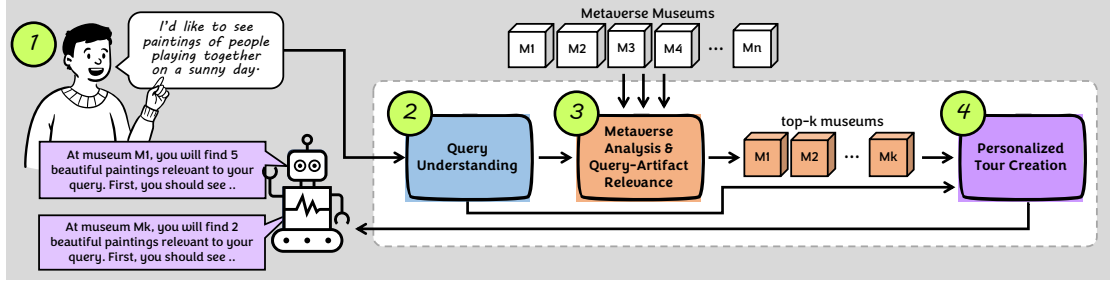 1
I'd like to see
paintings of people
playing together
on a sunny day.
Metaverse Museums
M1 M2 M3 M4 ... Mn
2
Query
Understanding
3
Metaverse
Analysis &
Query-Artifact
Relevance
top-k museums
M1 M2 ... Mk
4
Personalized
Tour Creation
At museum M1, you will find 5
beautiful paintings relevant to your
query. First, you should see ..
At museum Mk, you will find 2
beautiful paintings relevant to your
query. First, you should see ..